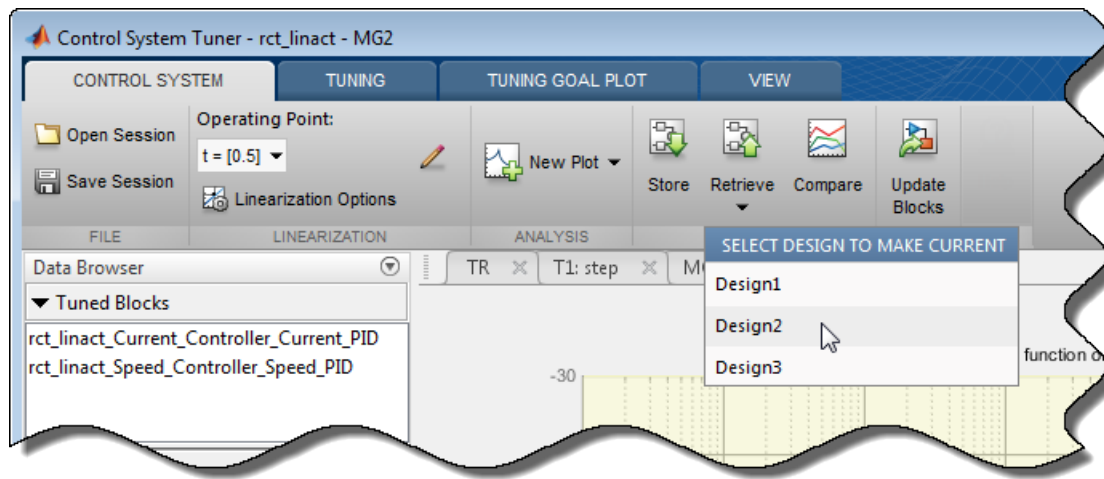 Control System Tuner - rct_linact - MG2
CONTROL SYSTEM TUNING TUNING GOAL PLOT VIEW
Open Session
Save Session
Operating Point:
t = [0.5]
Linearization Options
New Plot
Store
Retrieve
Compare
Update
Blocks
FILE LINEARIZATION ANALYSIS
SELECT DESIGN TO MAKE CURRENT
Design1
Design2
Design3
Data Browser
Tuned Blocks
rct_linact_Current_Controller_Current_PID
rct_linact_Speed_Controller_Speed_PID
TR T1: step
function
-30